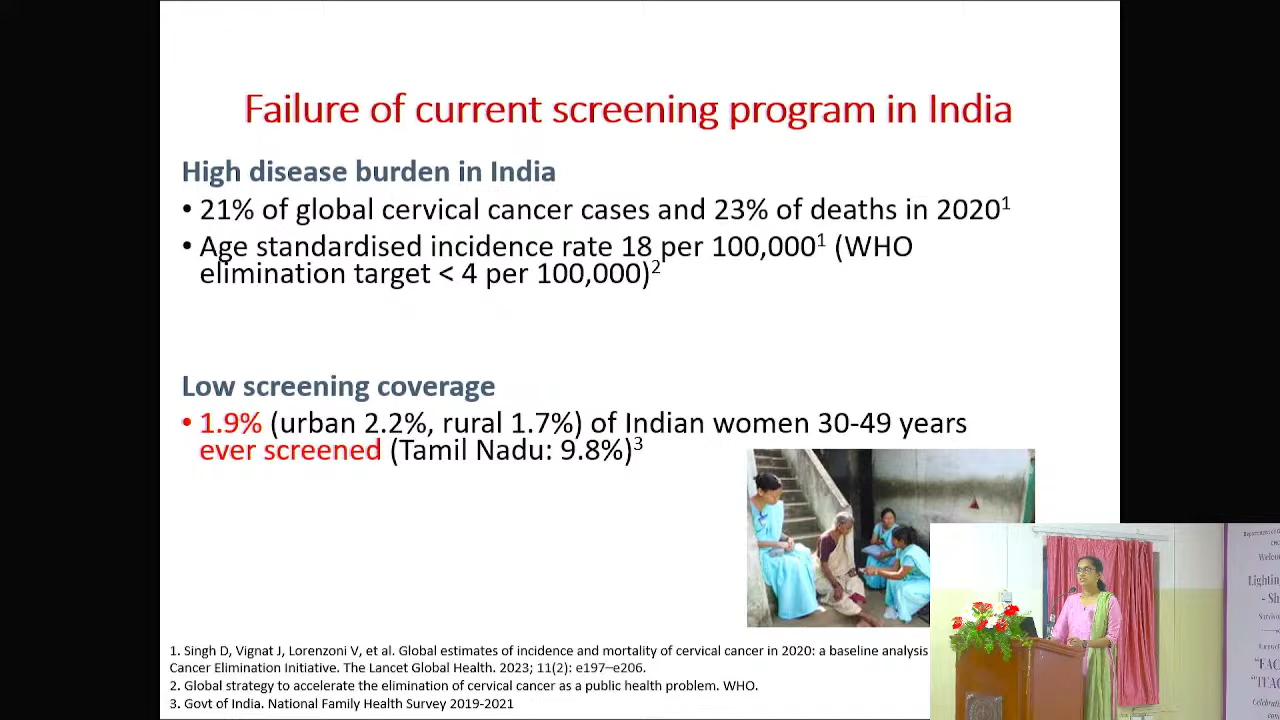 Failure of current screening program in India
High disease burden in India
• 21% of global cervical cancer cases and 23% of deaths in 2020¹
• Age standardised incidence rate 18 per 100,000¹ (WHO
elimination target < 4 per 100,000)²
Low screening coverage
• 1.9% (urban 2.2%, rural 1.7%) of Indian women 30-49 years
ever screened (Tamil Nadu: 9.8%)³
1. Singh D, Vignat J, Lorenzoni V, et al. Global estimates of incidence and mortality of cervical cancer in 2020: a baseline analysis
Cancer Elimination Initiative. The Lancet Global Health. 2023; 11(2): e197–e206.
2. Global strategy to accelerate the elimination of cervical cancer as a public health problem. WHO.
3. Govt of India. National Family Health Survey 2019-2021
Welco
Lighting
- Sh
"FAC
"TEAC